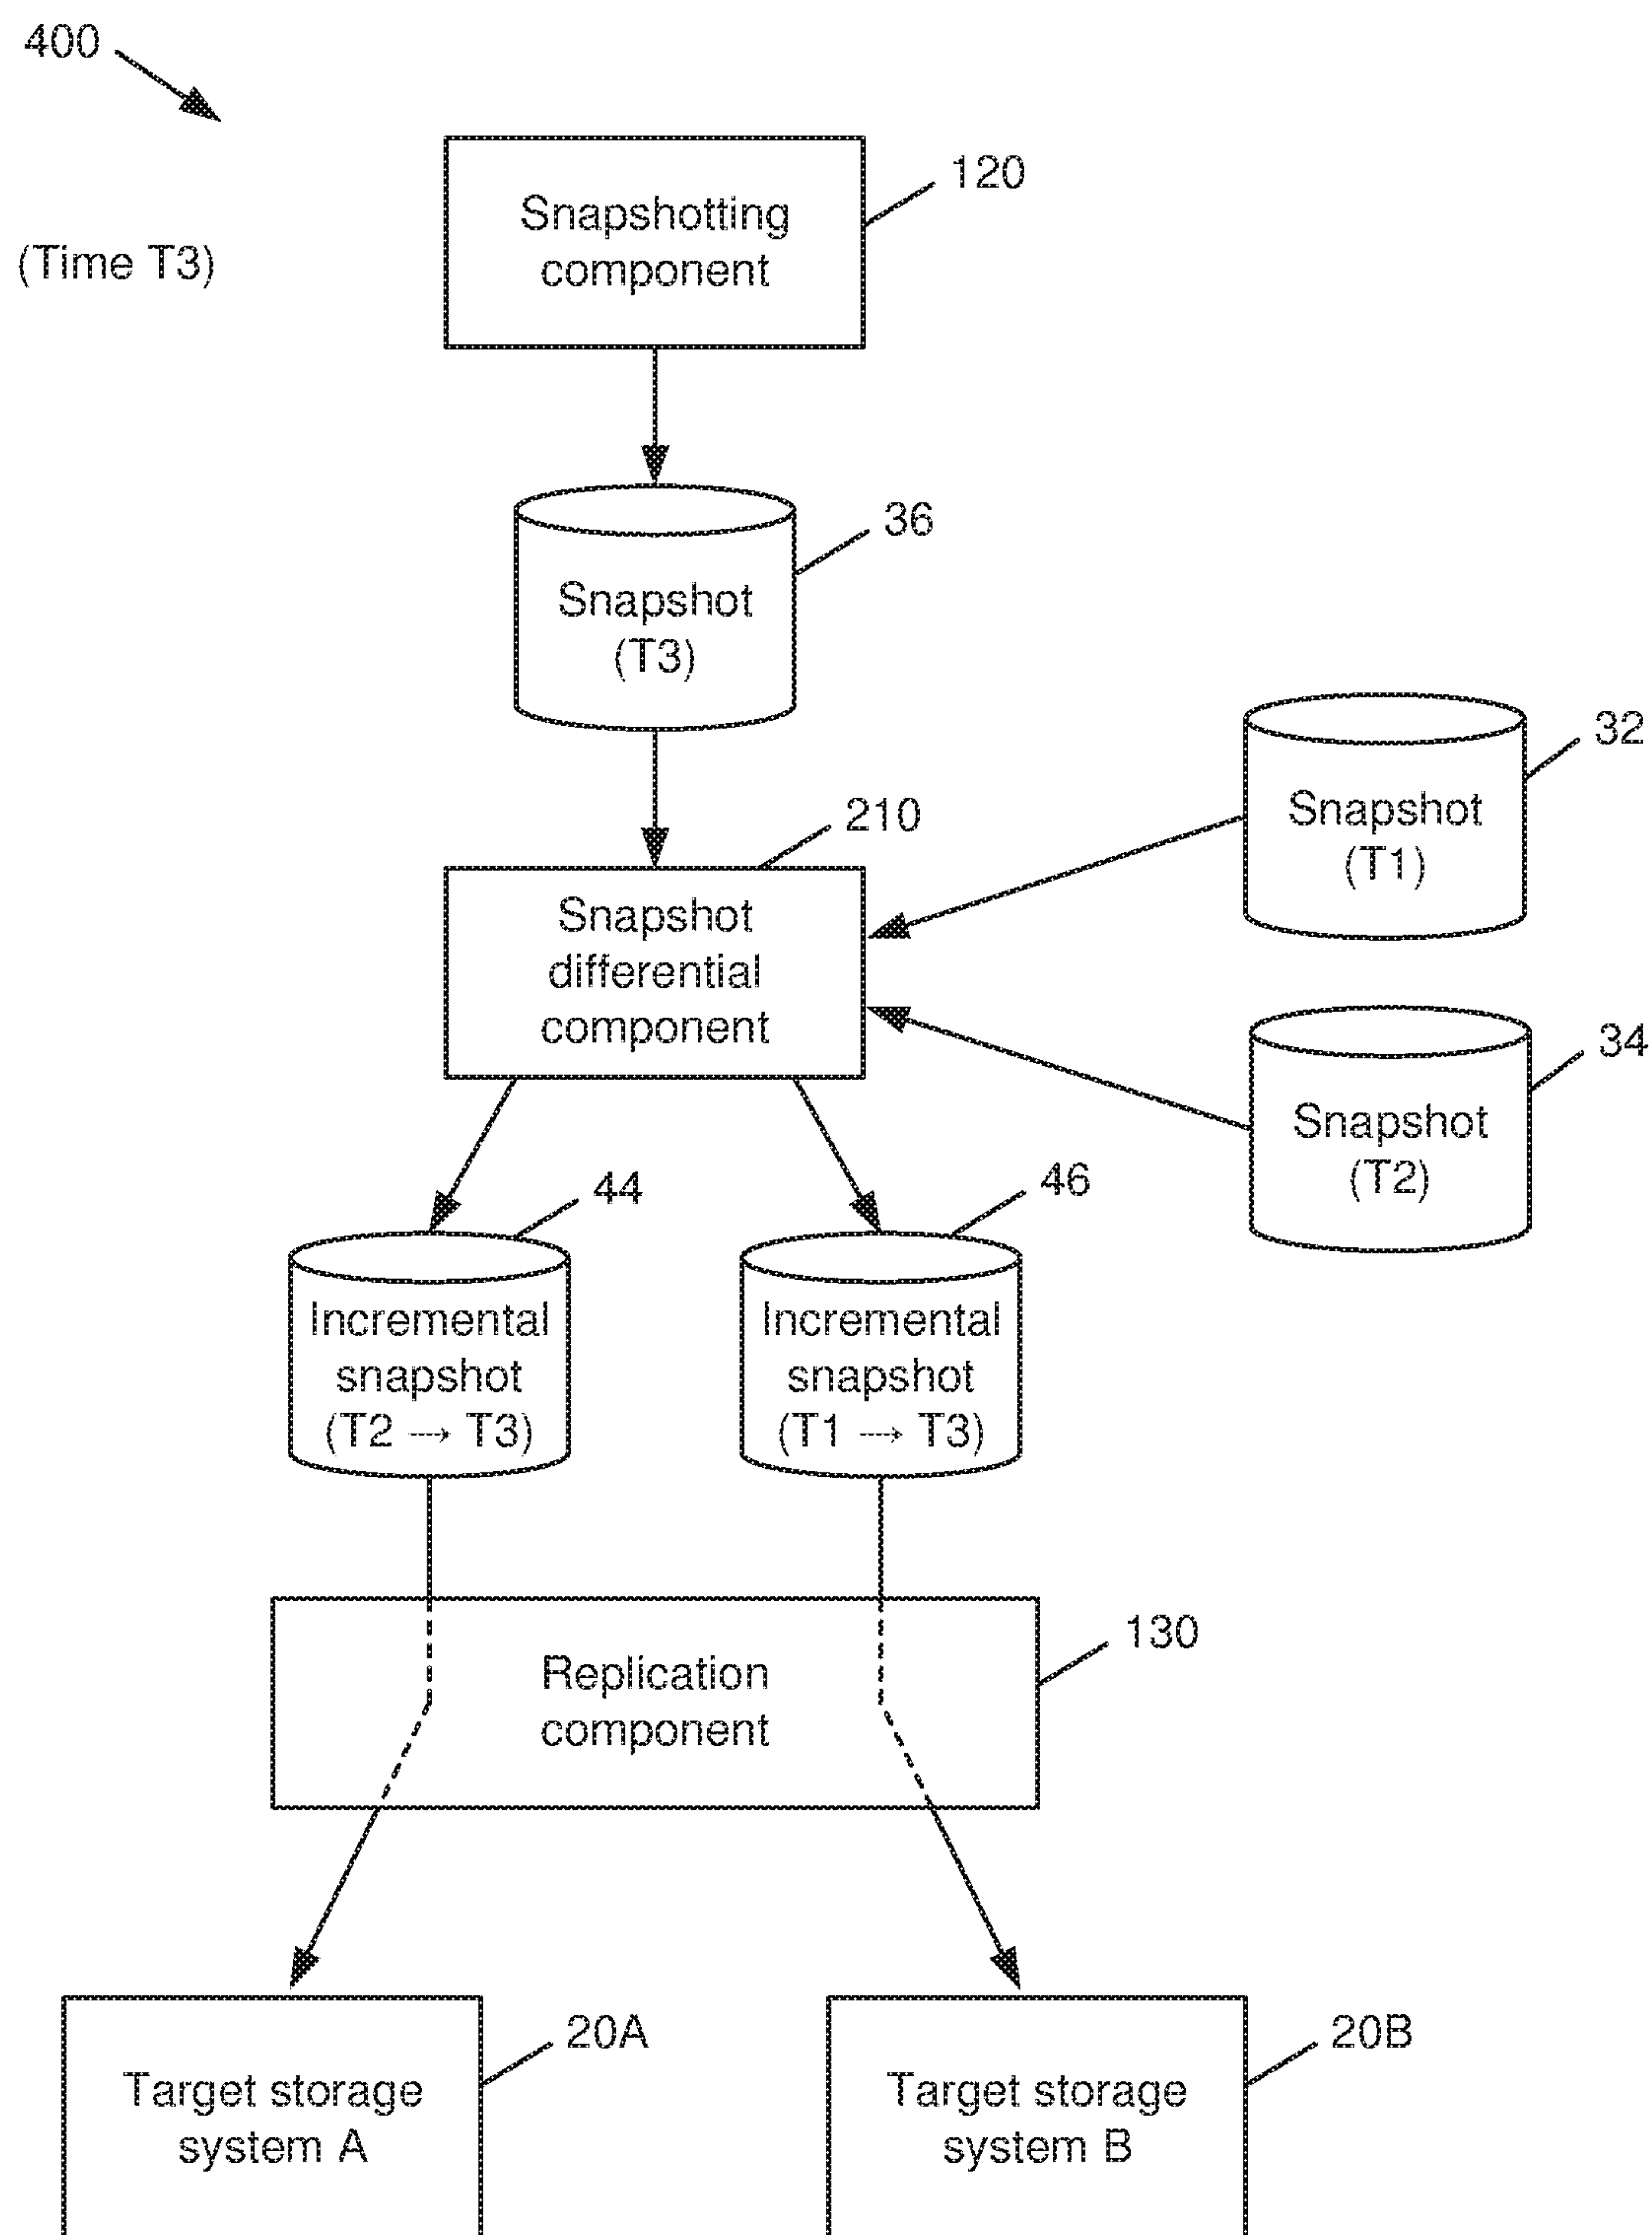 400
(Time T3)
Snapshotting
component
120
Snapshot
(T3)
36
Snapshot
(T1)
32
Snapshot
differential
component
210
Snapshot
(T2)
34
Incremental
snapshot
(T2 → T3)
44
Incremental
snapshot
(T1 → T3)
46
Replication
component
130
Target storage
system A
20A
Target storage
system B
20B